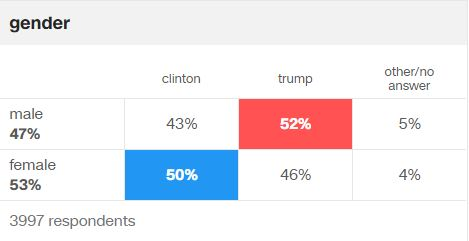 gender
clinton trump other/no
answer
male
47% 43% 52% 5%
female
53% 50% 46% 4%
3997 respondents